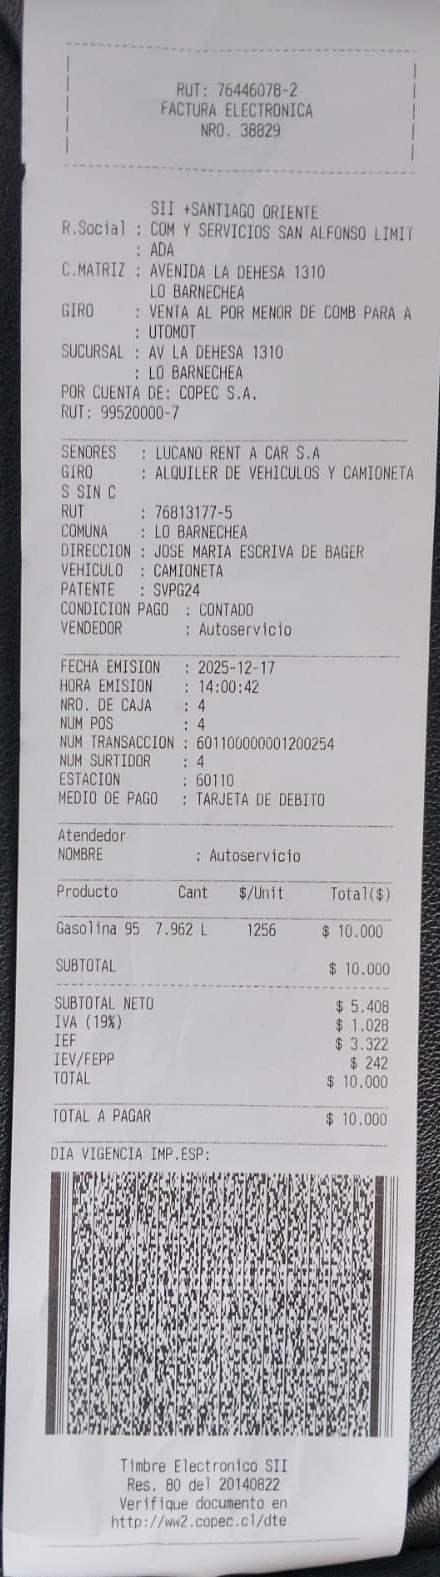 RUT: 76446078-2
FACTURA ELECTRONICA
NRO. 38829
SII +SANTIAGO ORIENTE
R.Social : COM Y SERVICIOS SAN ALFONSO LIMIT
: ADA
C.MATRIZ : AVENIDA LA DEHESA 1310
LO BARNECHEA
GIRO : VENTA AL POR MENOR DE COMB PARA A
: UTOMOT
SUCURSAL : AV LA DEHESA 1310
: LO BARNECHEA
POR CUENTA DE: COPEC S.A.
RUT: 99520000-7
SENORES : LUCANO RENT A CAR S.A
GIRO : ALQUILER DE VEHICULOS Y CAMIONETA
S SIN C
RUT : 76813177-5
COMUNA : LO BARNECHEA
DIRECCION : JOSE MARIA ESCRIVA DE BAGER
VEHICULO : CAMIONETA
PATENTE : SVPG24
CONDICION PAGO : CONTADO
VENDEDOR : Autoservicio
FECHA EMISION : 2025-12-17
HORA EMISION : 14:00:42
NRO. DE CAJA : 4
NUM POS : 4
NUM TRANSACCION : 601100000001200254
NUM SURTIDOR : 4
ESTACION : 60110
MEDIO DE PAGO : TARJETA DE DEBITO
Atendedor
NOMBRE : Autoservicio
Producto Cant $/Unit Total($)
Gasolina 95 7.962 L 1256 $ 10.000
SUBTOTAL $ 10.000
SUBTOTAL NETO $ 5.408
IVA (19%) $ 1.028
IEF $ 3.322
IEV/FEPP $ 242
TOTAL $ 10.000
TOTAL A PAGAR $ 10.000
DIA VIGENCIA IMP.ESP:
Timbre Electronico SII
Res. 80 del 20140822
Verifique documento en
http://ww2.copec.cl/dte